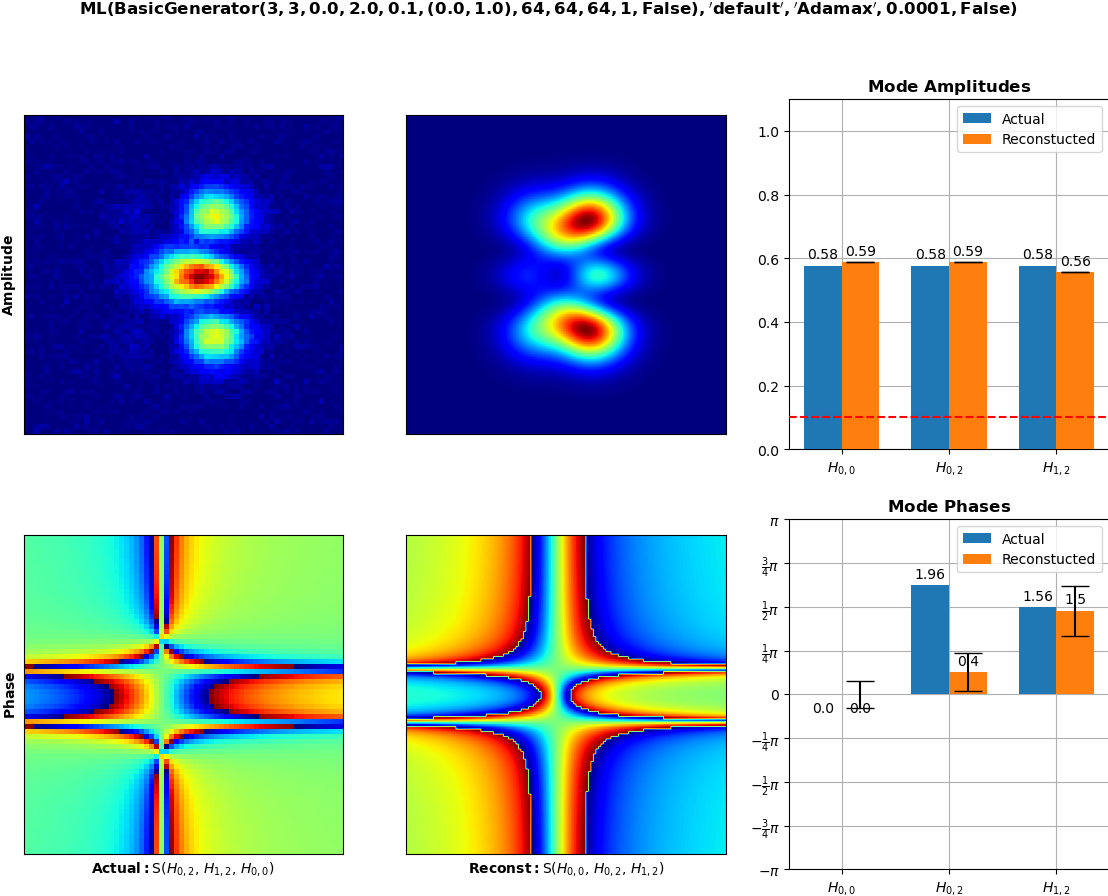 ML(BasicGenerator(3, 3, 0.0, 2.0, 0.1, (0.0, 1.0), 64, 64, 64, 1, False), 'default', 'Adamax', 0.0001, False)
Amplitude
Mode Amplitudes
Actual
Reconstucted
1.0
0.8
0.6
0.4
0.2
0.0
0.58
0.59
0.58
0.59
0.58
0.56
H0,0
H0,2
H1,2
Phase
Actual: S(H0,2, H1,2, H0,0)
Reconst: S(H0,0, H0,2, H1,2)
Mode Phases
Actual
Reconstucted
π
3/4π
1/2π
1/4π
0
−1/4π
−1/2π
−3/4π
−π
0.0
-0.0
1.96
0.4
1.56
1.5
H0,0
H0,2
H1,2